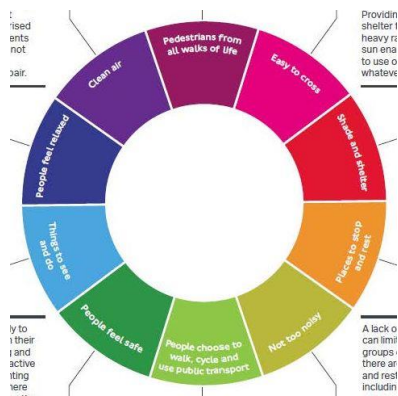 rised
ents
not
pair.
Providin
shelter f
heavy ra
sun ena
to use o
whatev
Pedestrians from
all walks of life
Easy to cross
Shade and shelter
Places to stop
and rest
Not too noisy
People choose to
walk, cycle and
use public transport
People feel safe
Things to see
and do
People feel relaxed
Clean air
ly to
their
g and
active
ting
here
A lack o
can limit
groups o
there ar
and rest
includin